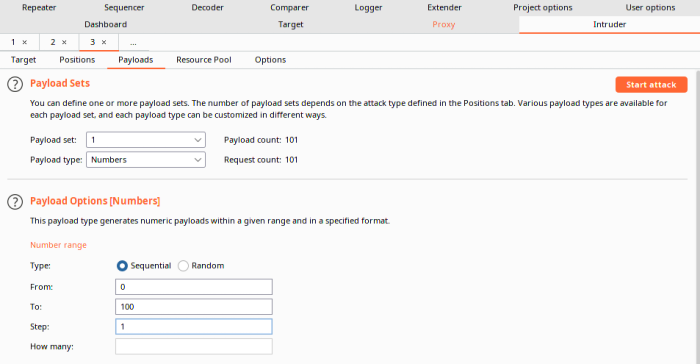 Repeater Sequencer Decoder Comparer Logger Extender Project options User options
Dashboard Target Proxy Intruder
1 × 2 × 3 × ...
Target Positions Payloads Resource Pool Options
? Payload Sets Start attack
You can define one or more payload sets. The number of payload sets depends on the attack type defined in the Positions tab. Various payload types are available for
each payload set, and each payload type can be customized in different ways.
Payload set: 1 Payload count: 101
Payload type: Numbers Request count: 101
? Payload Options [Numbers]
This payload type generates numeric payloads within a given range and in a specified format.
Number range
Type: Sequential Random
From: 0
To: 100
Step: 1
How many: